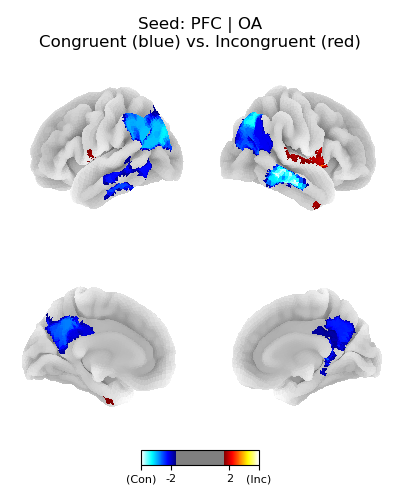 Seed: PFC | OA
Congruent (blue) vs. Incongruent (red)
(Con) -2 2 (Inc)